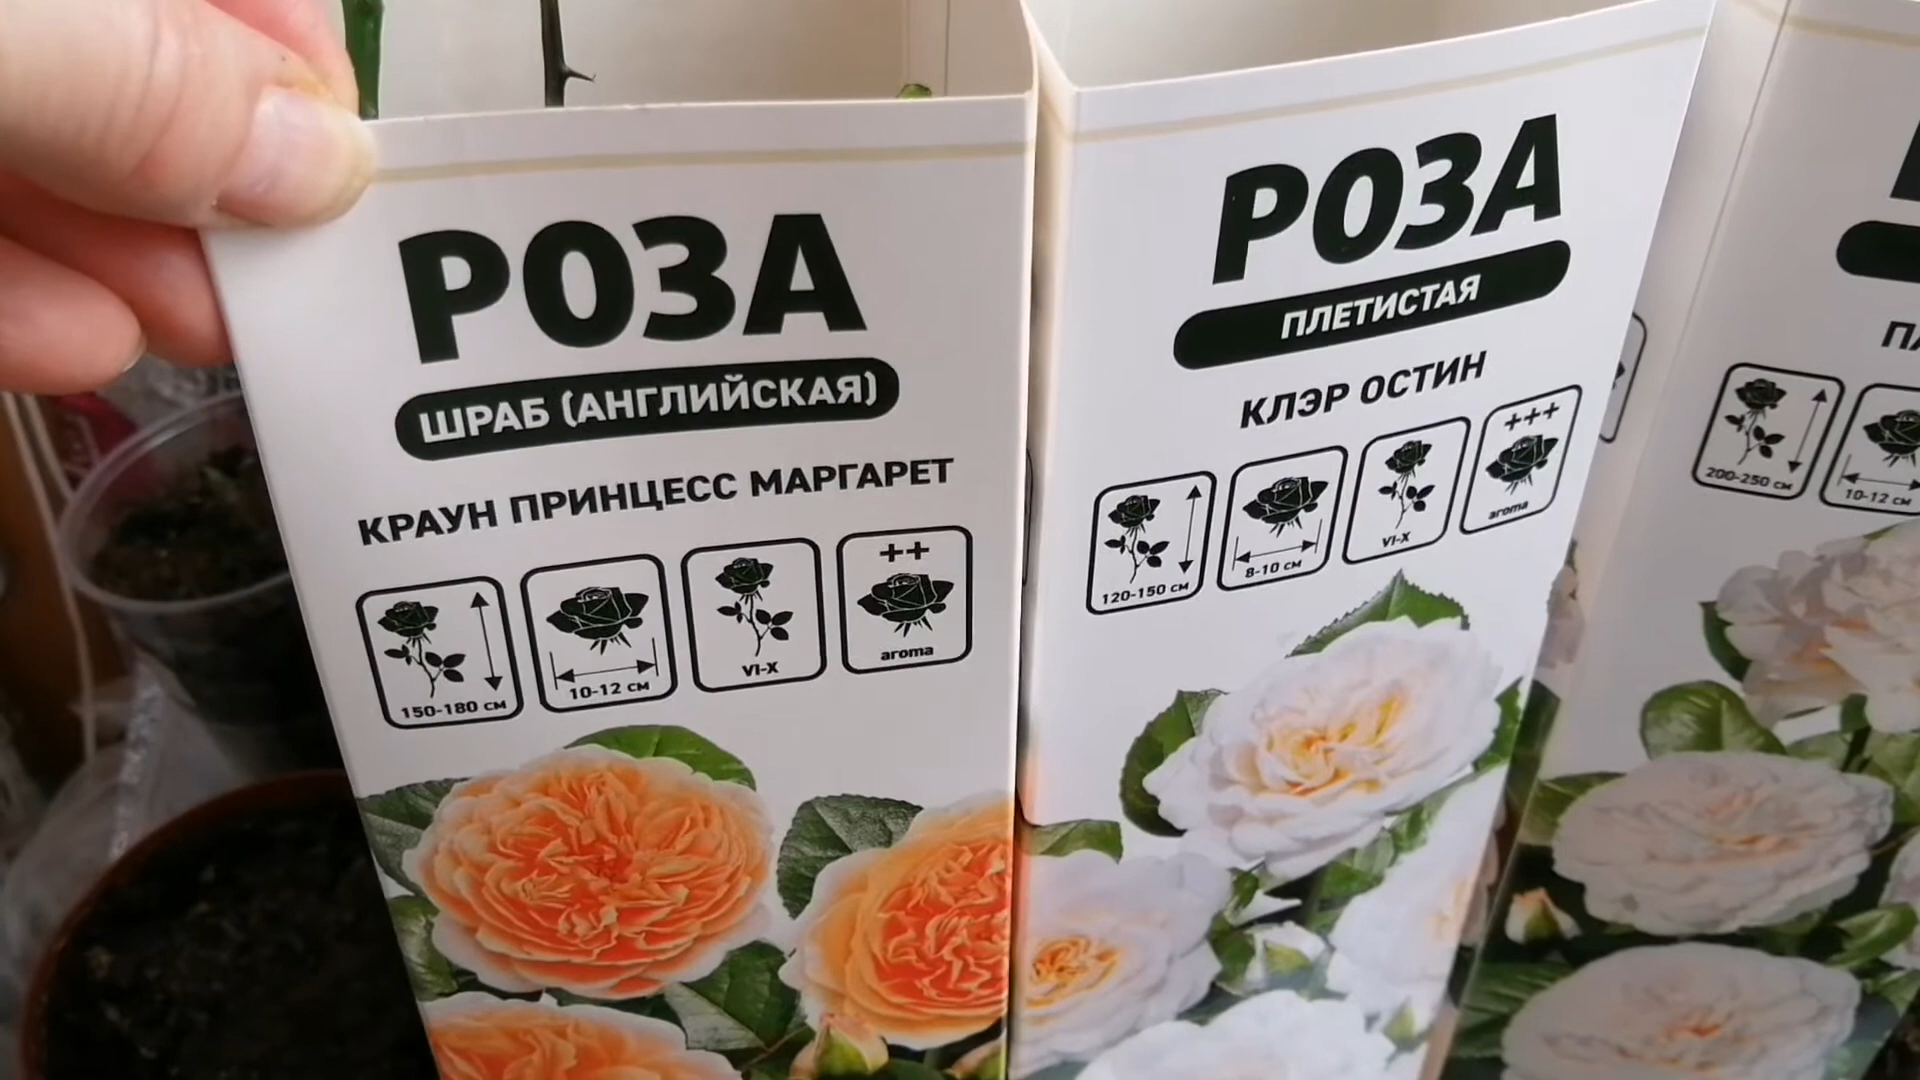 РОЗА
ШРАБ (АНГЛИЙСКАЯ)
КРАУН ПРИНЦЕСС МАРГАРЕТ
150-180 см
10-12 см
VI-X
++
aroma
РОЗА
ПЛЕТИСТАЯ
КЛЭР ОСТИН
120-150 см
8-10 см
VI-X
+++
aroma
200-250 см
10-12 см